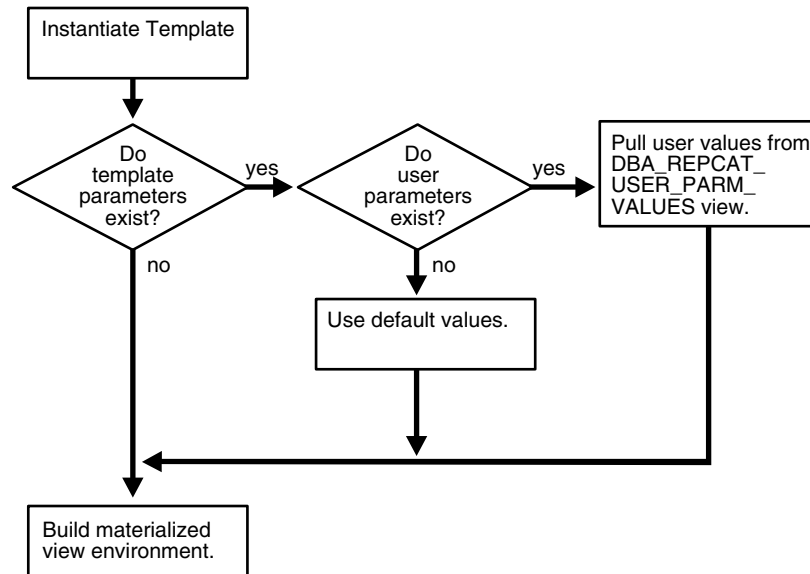 Instantiate Template
Do
template
parameters
exist?
yes
Do
user
parameters
exist?
yes
Pull user values from
DBA_REPCAT_
USER_PARM_
VALUES view.
no
no
Use default values.
Build materialized
view environment.